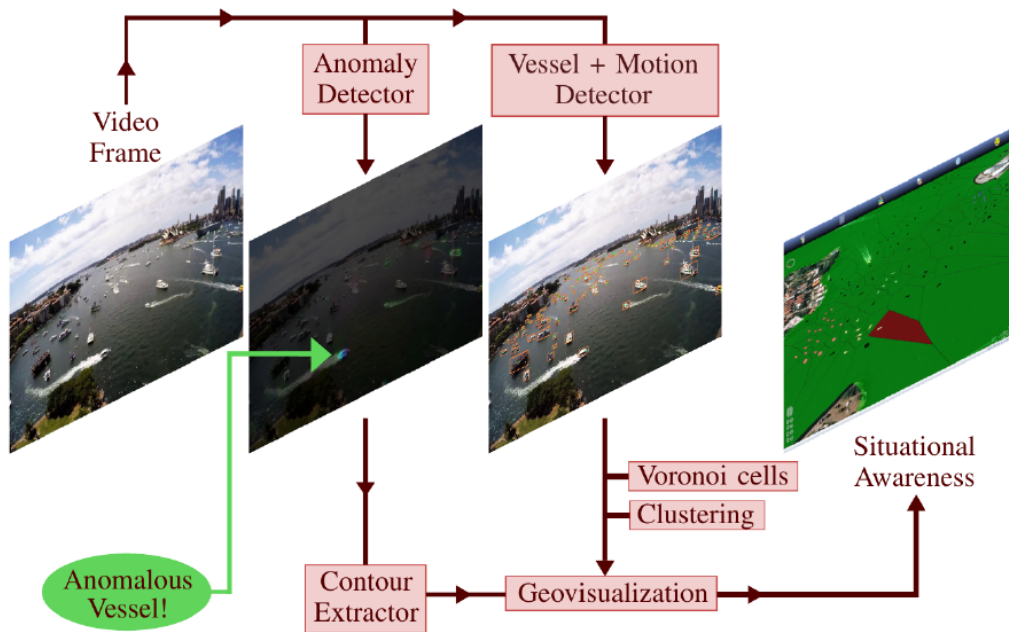 Anomaly
Detector
Vessel + Motion
Detector
Video
Frame
Voronoi cells
Clustering
Situational
Awareness
Anomalous
Vessel!
Contour
Extractor
Geovisualization